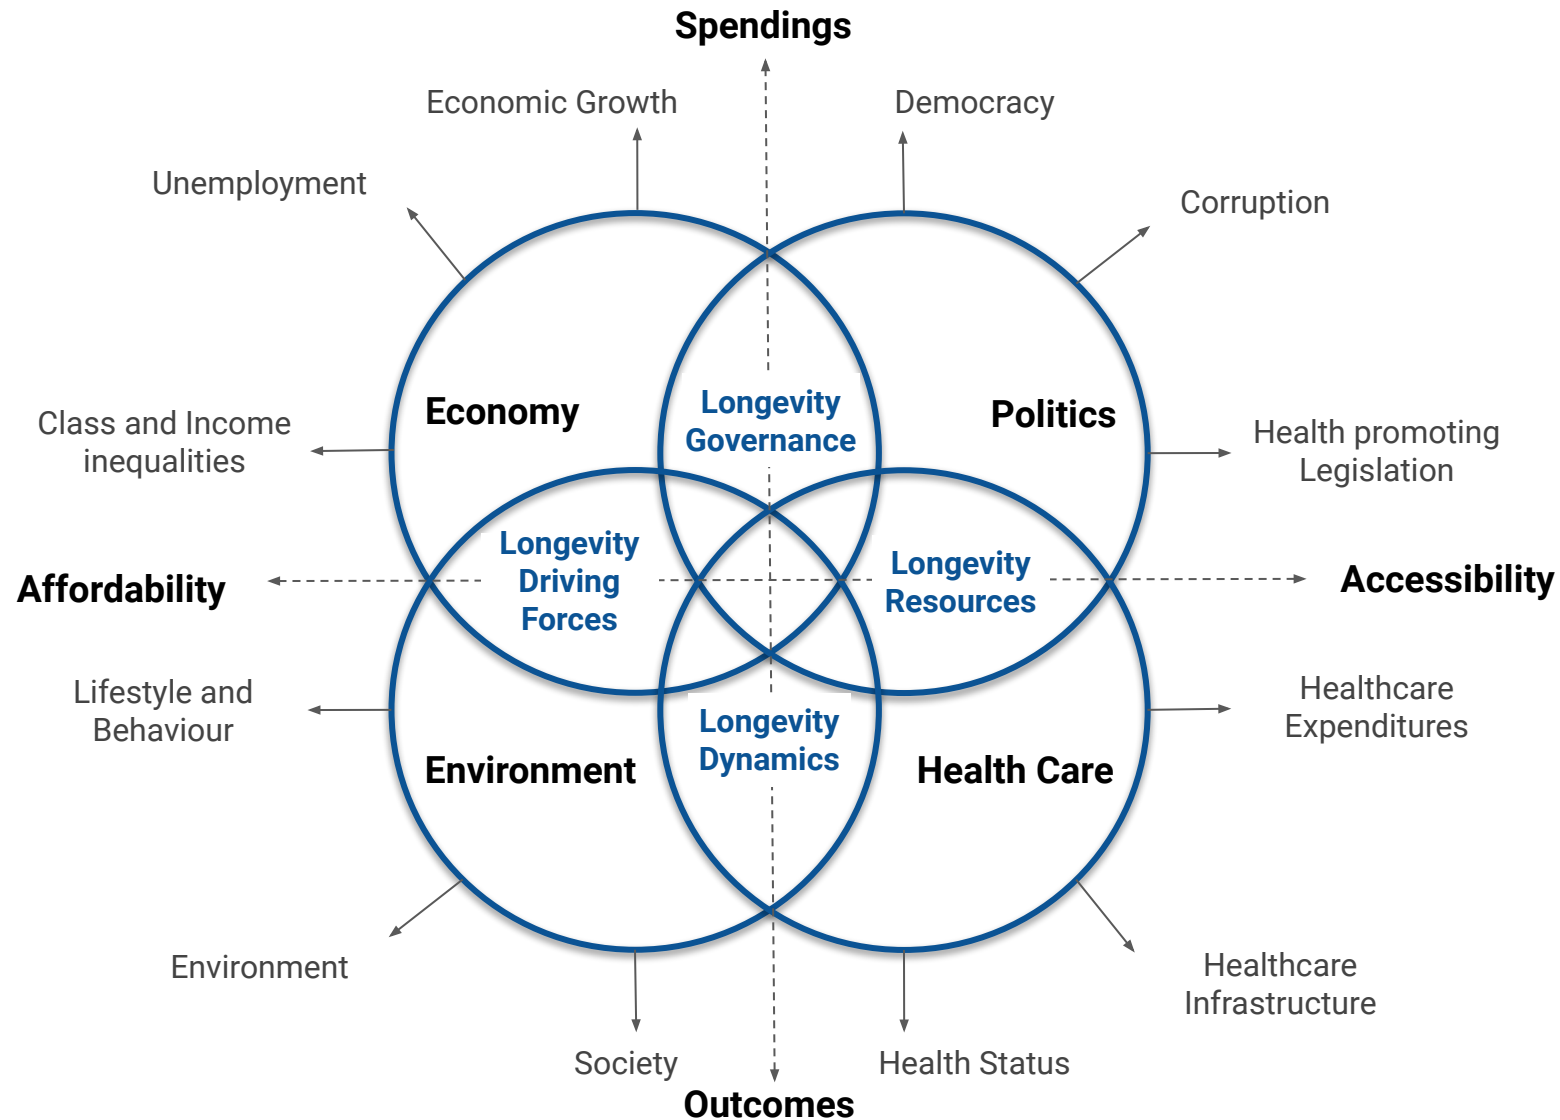 Spendings
Economic Growth
Democracy
Unemployment
Corruption
Economy
Longevity
Governance
Politics
Class and Income
inequalities
Health promoting
Legislation
Longevity
Driving
Forces
Longevity
Resources
Affordability
Accessibility
Lifestyle and
Behaviour
Longevity
Dynamics
Healthcare
Expenditures
Environment
Health Care
Environment
Healthcare
Infrastructure
Society
Health Status
Outcomes